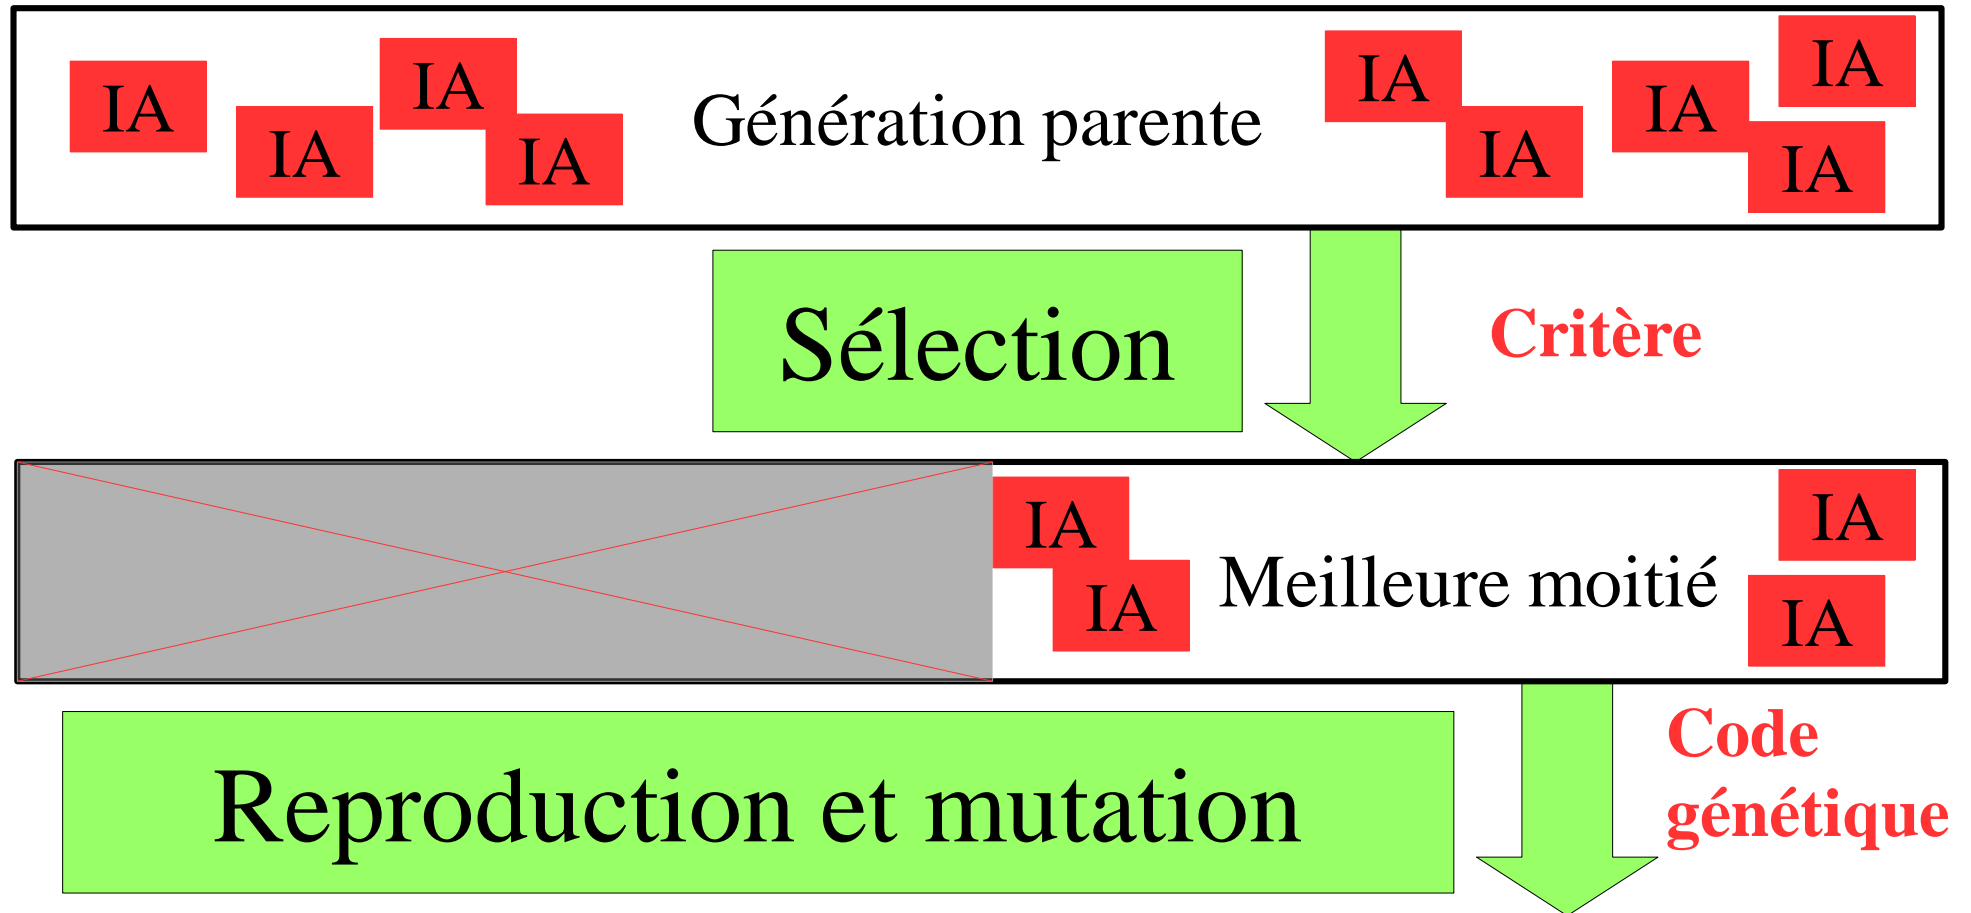 IA
IA
IA
IA
Génération parente
IA
IA
IA
IA
IA
Sélection
Critère
IA
IA
Meilleure moitié
IA
IA
Reproduction et mutation
Code
génétique